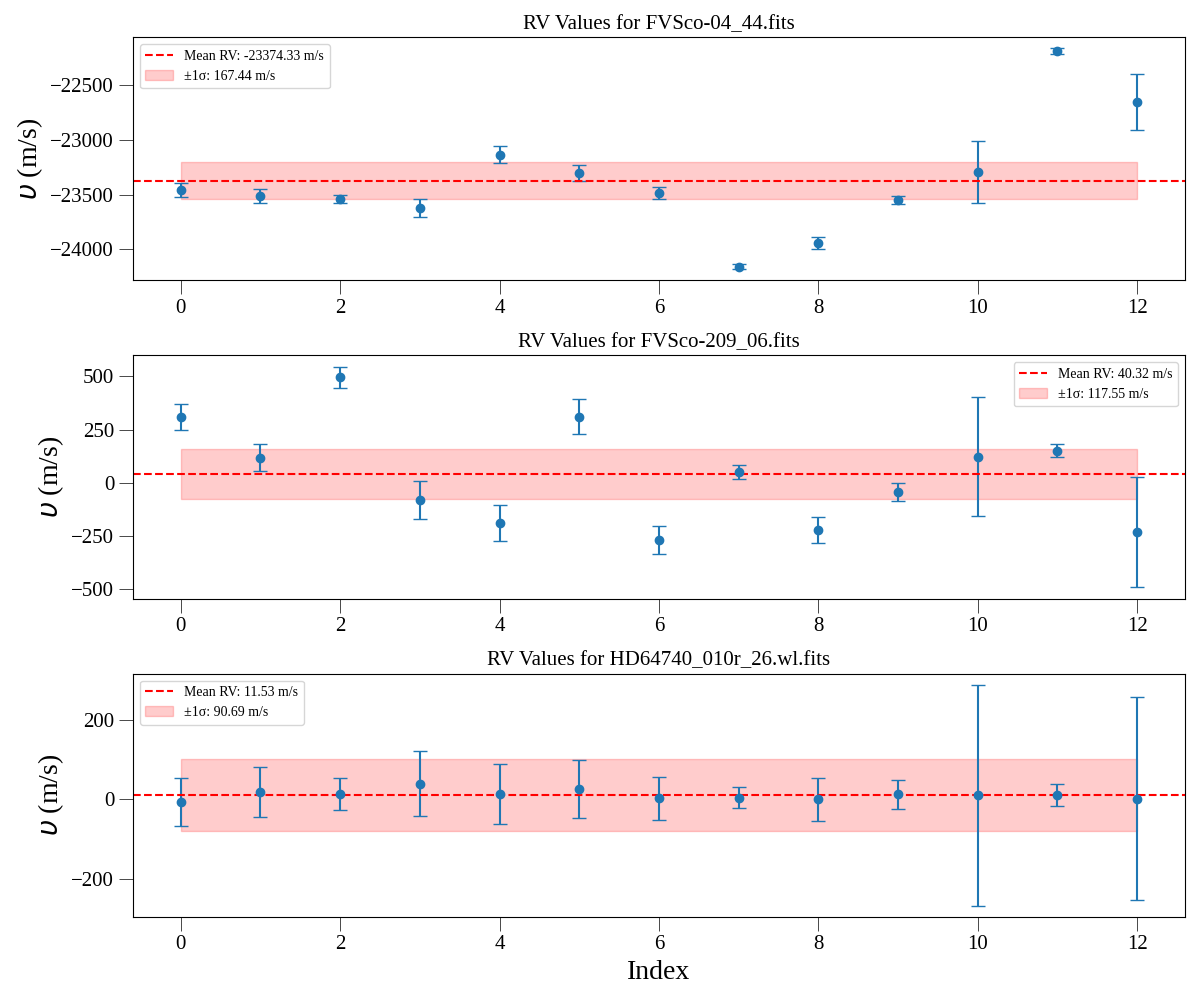 RV Values for FVSco-04_44.fits
Mean RV: -23374.33 m/s
±1σ: 167.44 m/s
υ (m/s)
−22500
−23000
−23500
−24000
0 2 4 6 8 10 12
RV Values for FVSco-209_06.fits
Mean RV: 40.32 m/s
±1σ: 117.55 m/s
υ (m/s)
500
250
0
−250
−500
0 2 4 6 8 10 12
RV Values for HD64740_010r_26.wl.fits
Mean RV: 11.53 m/s
±1σ: 90.69 m/s
υ (m/s)
200
0
−200
0 2 4 6 8 10 12
Index